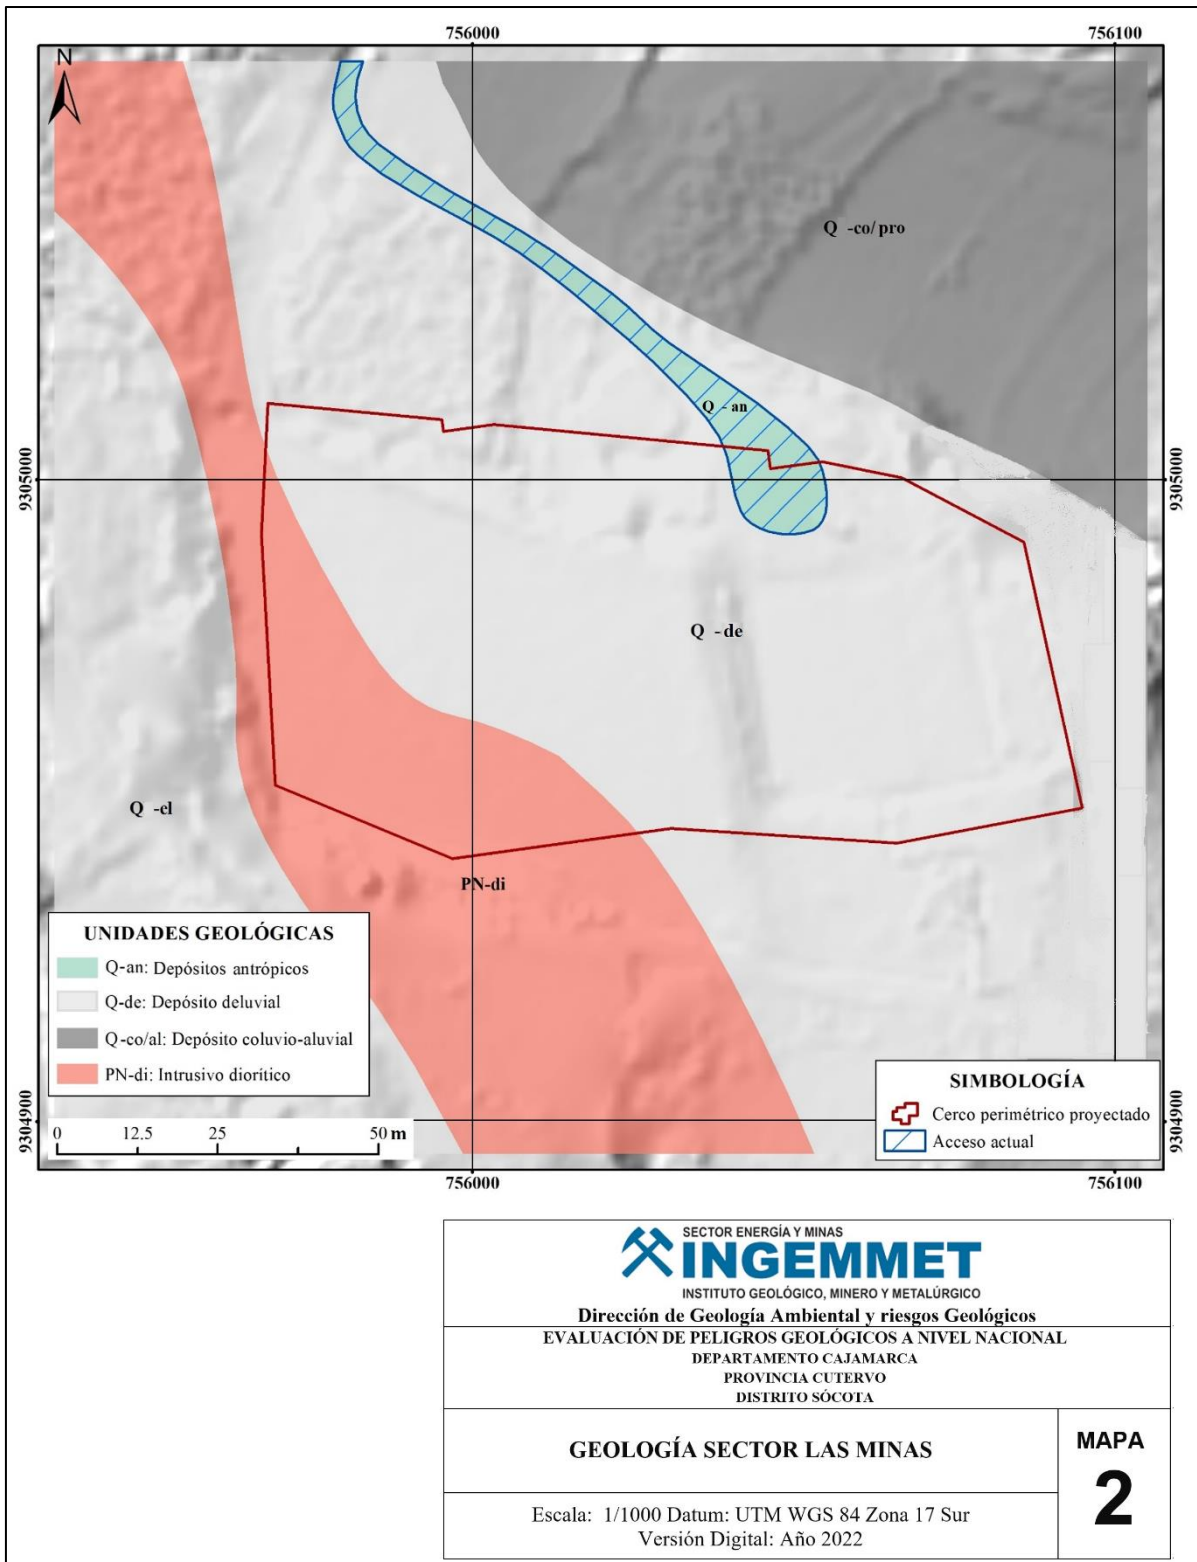 756000
756100
N
Q -co/pro
Q - an
9305000
9305000
Q -de
Q -el
PN-di
UNIDADES GEOLÓGICAS
Q-an: Depósitos antrópicos
Q-de: Depósito deluvial
Q-co/al: Depósito coluvio-aluvial
PN-di: Intrusivo diorítico
0 12.5 25 50 m
SIMBOLOGÍA
Cerco perimétrico proyectado
Acceso actual
9304900
9304900
756000
756100
SECTOR ENERGÍA Y MINAS
INGEMMET
INSTITUTO GEOLÓGICO, MINERO Y METALÚRGICO
Dirección de Geología Ambiental y riesgos Geológicos
EVALUACIÓN DE PELIGROS GEOLÓGICOS A NIVEL NACIONAL
DEPARTAMENTO CAJAMARCA
PROVINCIA CUTERVO
DISTRITO SÓCOTA
GEOLOGÍA SECTOR LAS MINAS
MAPA
2
Escala: 1/1000 Datum: UTM WGS 84 Zona 17 Sur
Versión Digital: Año 2022